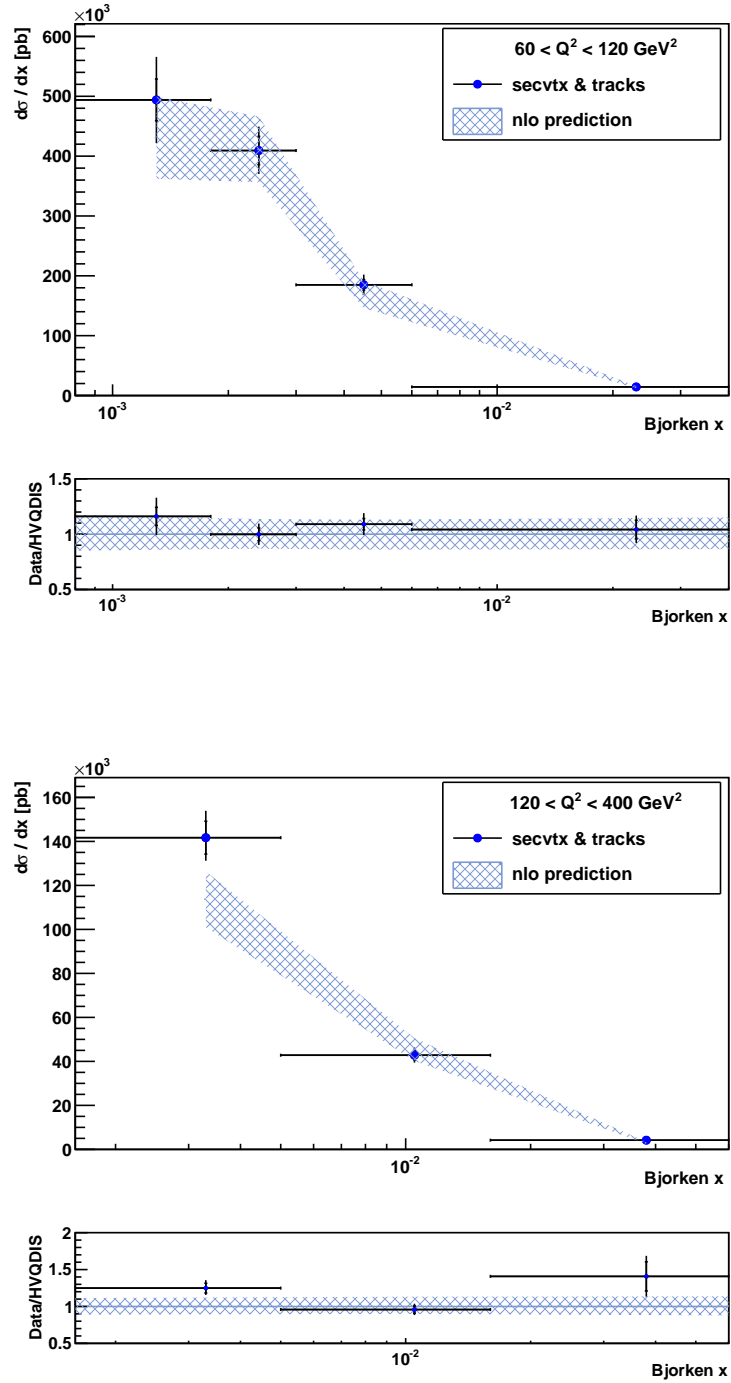 ×10³
dσ / dx [pb]
600
500
400
300
200
100
0
60 < Q² < 120 GeV²
secvtx & tracks
nlo prediction
10⁻³
10⁻²
Bjorken x
Data/HVQDIS
1.5
1
0.5
10⁻³
10⁻²
Bjorken x
×10³
dσ / dx [pb]
160
140
120
100
80
60
40
20
0
120 < Q² < 400 GeV²
secvtx & tracks
nlo prediction
10⁻²
Bjorken x
Data/HVQDIS
2
1.5
1
0.5
10⁻²
Bjorken x